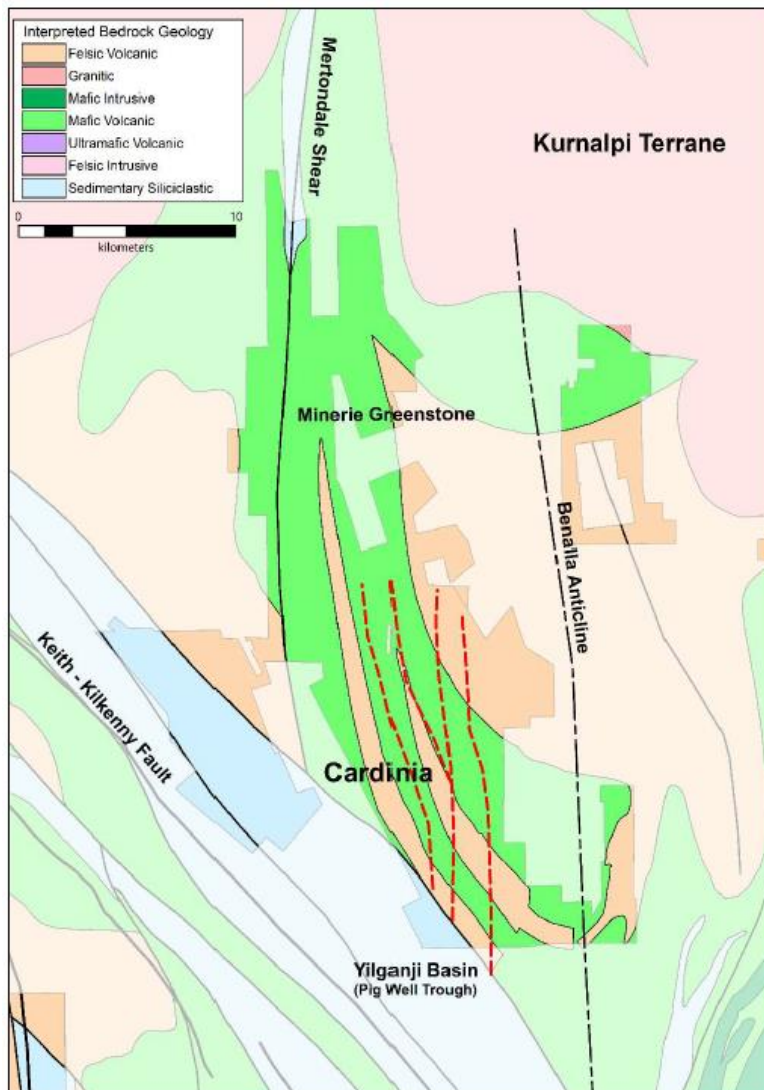 Interpreted Bedrock Geology
Felsic Volcanic
Granitic
Mafic Intrusive
Mafic Volcanic
Ultramafic Volcanic
Felsic Intrusive
Sedimentary Siliciclastic
0 10
kilometers
Mertondale Shear
Kurnalpi Terrane
Minerie Greenstone
Benalla Anticline
Keith - Kilkenny Fault
Cardinia
Yilganji Basin
(Pig Well Trough)